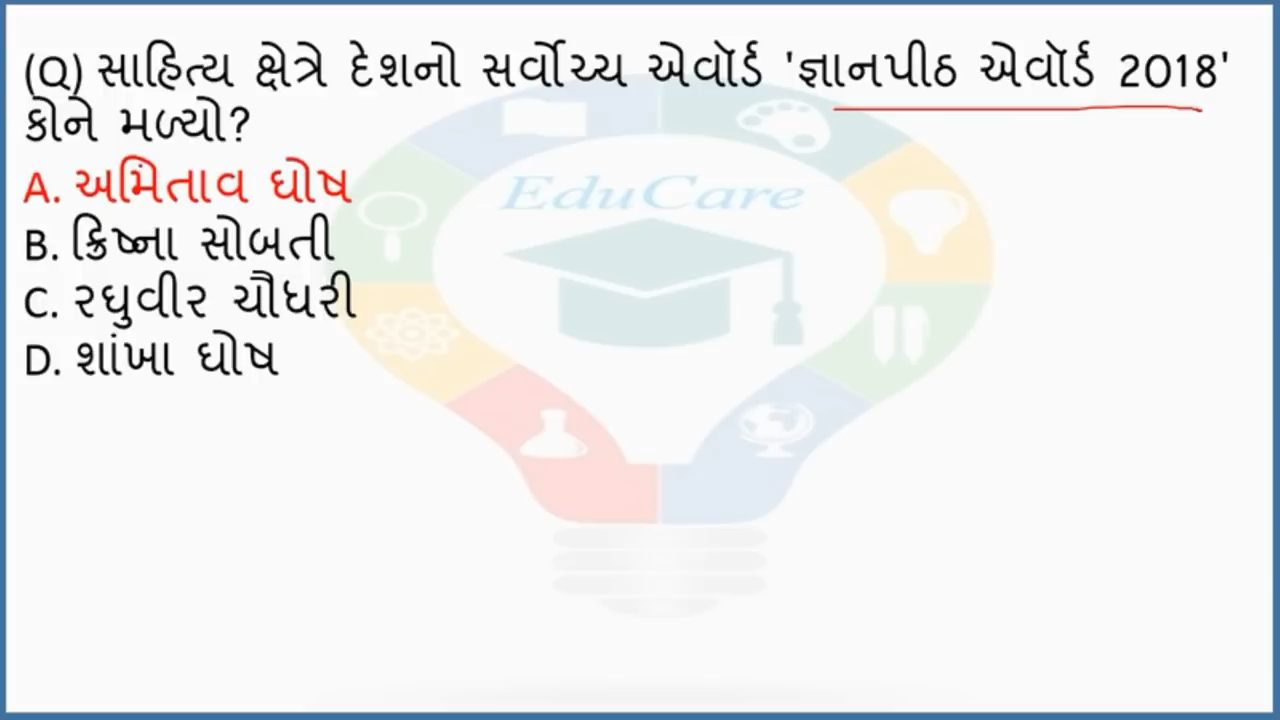 (Q) સાહિત્ય ક્ષેત્રે દેશનો સર્વોચ્ચ એવૉર્ડ 'જ્ઞાનપીઠ એવૉર્ડ 2018'
કોને મળ્યો?
A. અમિતાવ ઘોષ
EduCare
B. ક્રિષ્ના સોબતી
C. રઘુવીર ચૌધરી
D. શાંખા ઘોષ